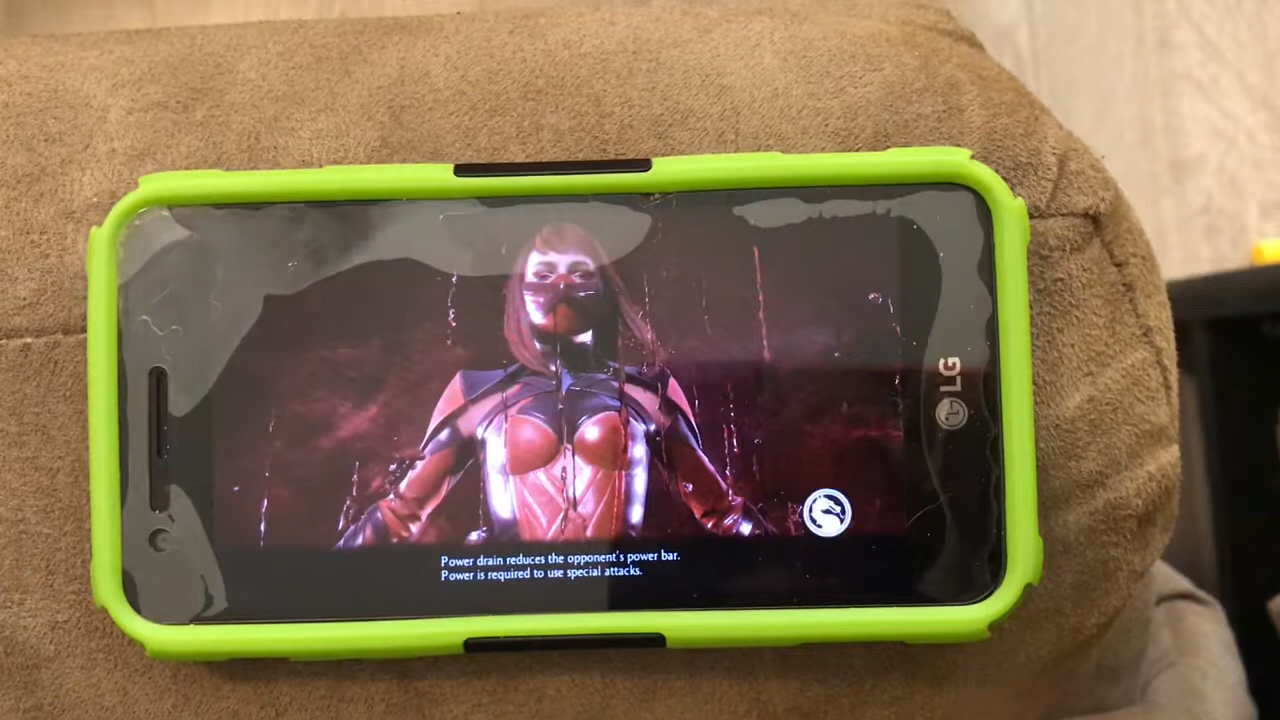 LG
Power drain reduces the opponent's power bar.
Power is required to use special attacks.